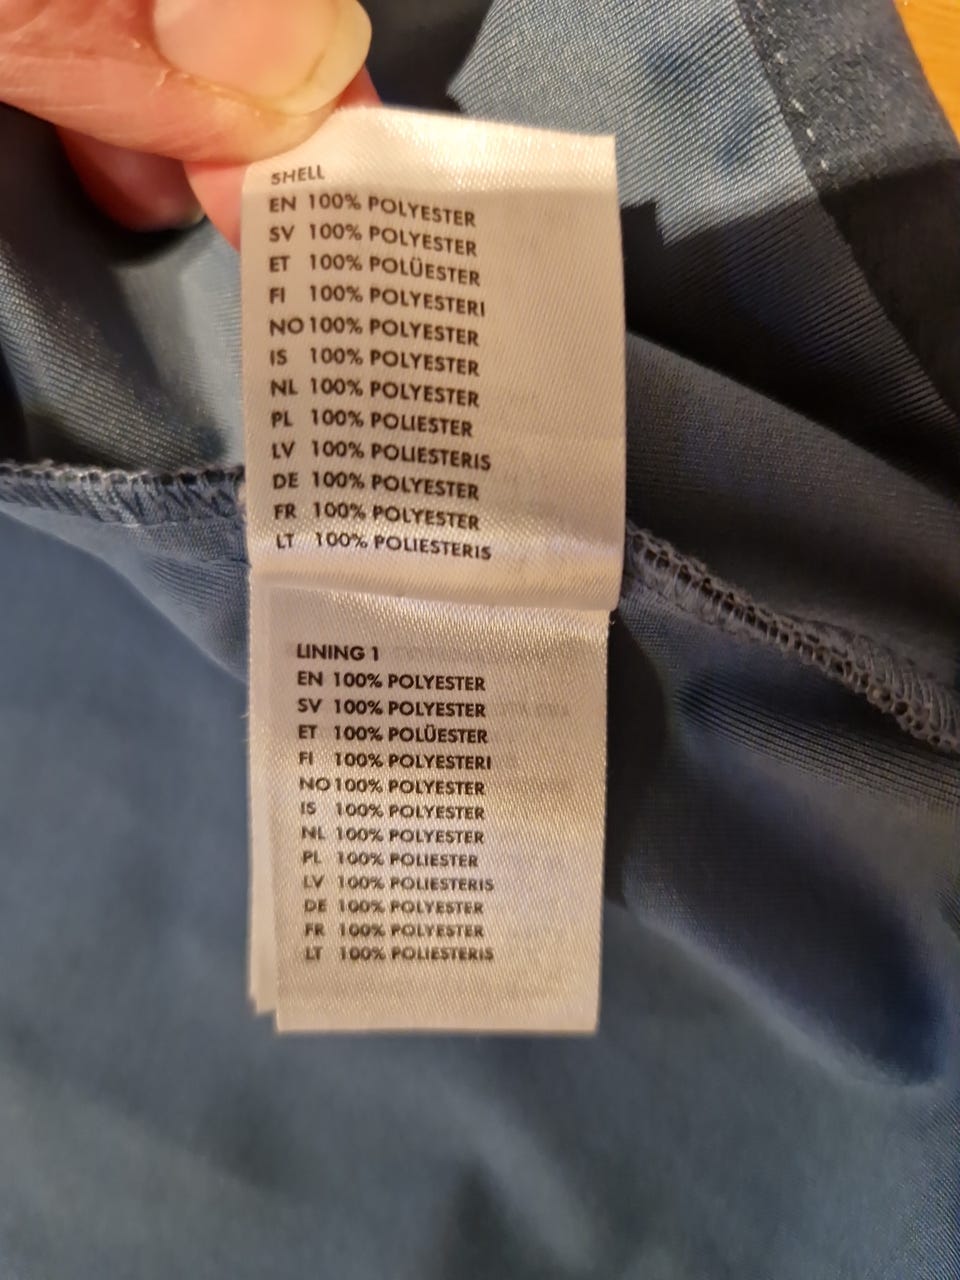 SHELL
EN 100% POLYESTER
SV 100% POLYESTER
ET 100% POLÜESTER
FI 100% POLYESTERI
NO 100% POLYESTER
IS 100% POLYESTER
NL 100% POLYESTER
PL 100% POLIESTER
LV 100% POLIESTERIS
DE 100% POLYESTER
FR 100% POLYESTER
LT 100% POLIESTERIS
LINING 1
EN 100% POLYESTER
SV 100% POLYESTER
ET 100% POLÜESTER
FI 100% POLYESTERI
NO 100% POLYESTER
IS 100% POLYESTER
NL 100% POLYESTER
PL 100% POLIESTER
LV 100% POLIESTERIS
DE 100% POLYESTER
FR 100% POLYESTER
LT 100% POLIESTERIS